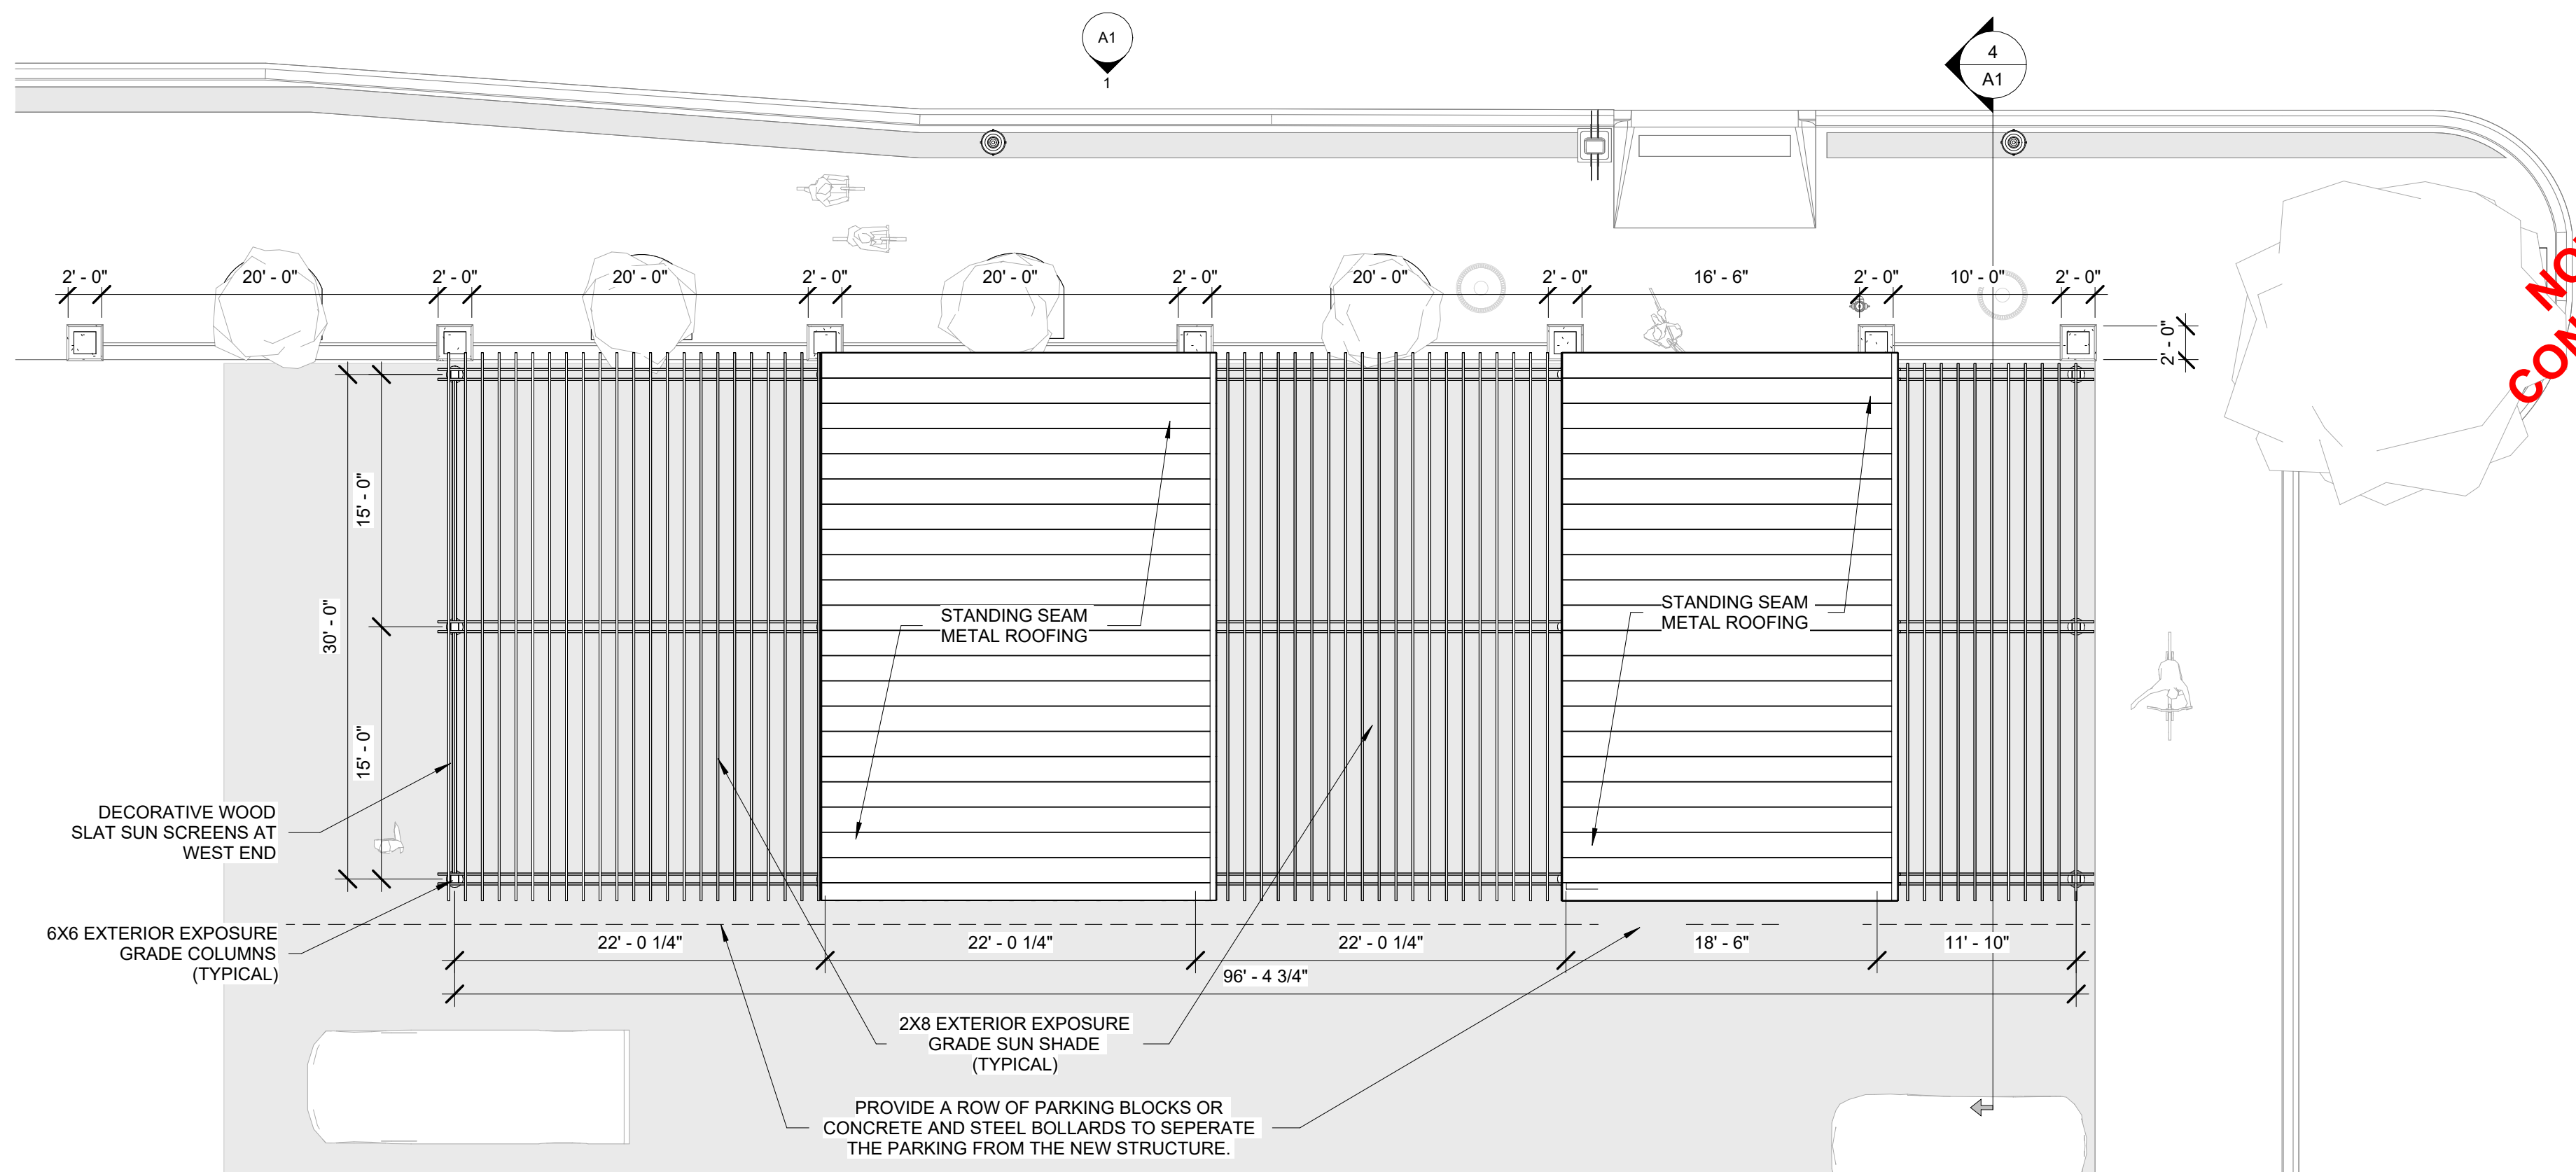 A1
1
4
A1
2' - 0"
20' - 0"
2' - 0"
20' - 0"
2' - 0"
20' - 0"
2' - 0"
20' - 0"
2' - 0"
16' - 6"
2' - 0"
10' - 0"
2' - 0"
2' - 0"
15' - 0"
30' - 0"
15' - 0"
STANDING SEAM
METAL ROOFING
STANDING SEAM
METAL ROOFING
DECORATIVE WOOD
SLAT SUN SCREENS AT
WEST END
6X6 EXTERIOR EXPOSURE
GRADE COLUMNS
(TYPICAL)
22' - 0 1/4"
22' - 0 1/4"
22' - 0 1/4"
18' - 6"
11' - 10"
96' - 4 3/4"
2X8 EXTERIOR EXPOSURE
GRADE SUN SHADE
(TYPICAL)
PROVIDE A ROW OF PARKING BLOCKS OR
CONCRETE AND STEEL BOLLARDS TO SEPERATE
THE PARKING FROM THE NEW STRUCTURE.